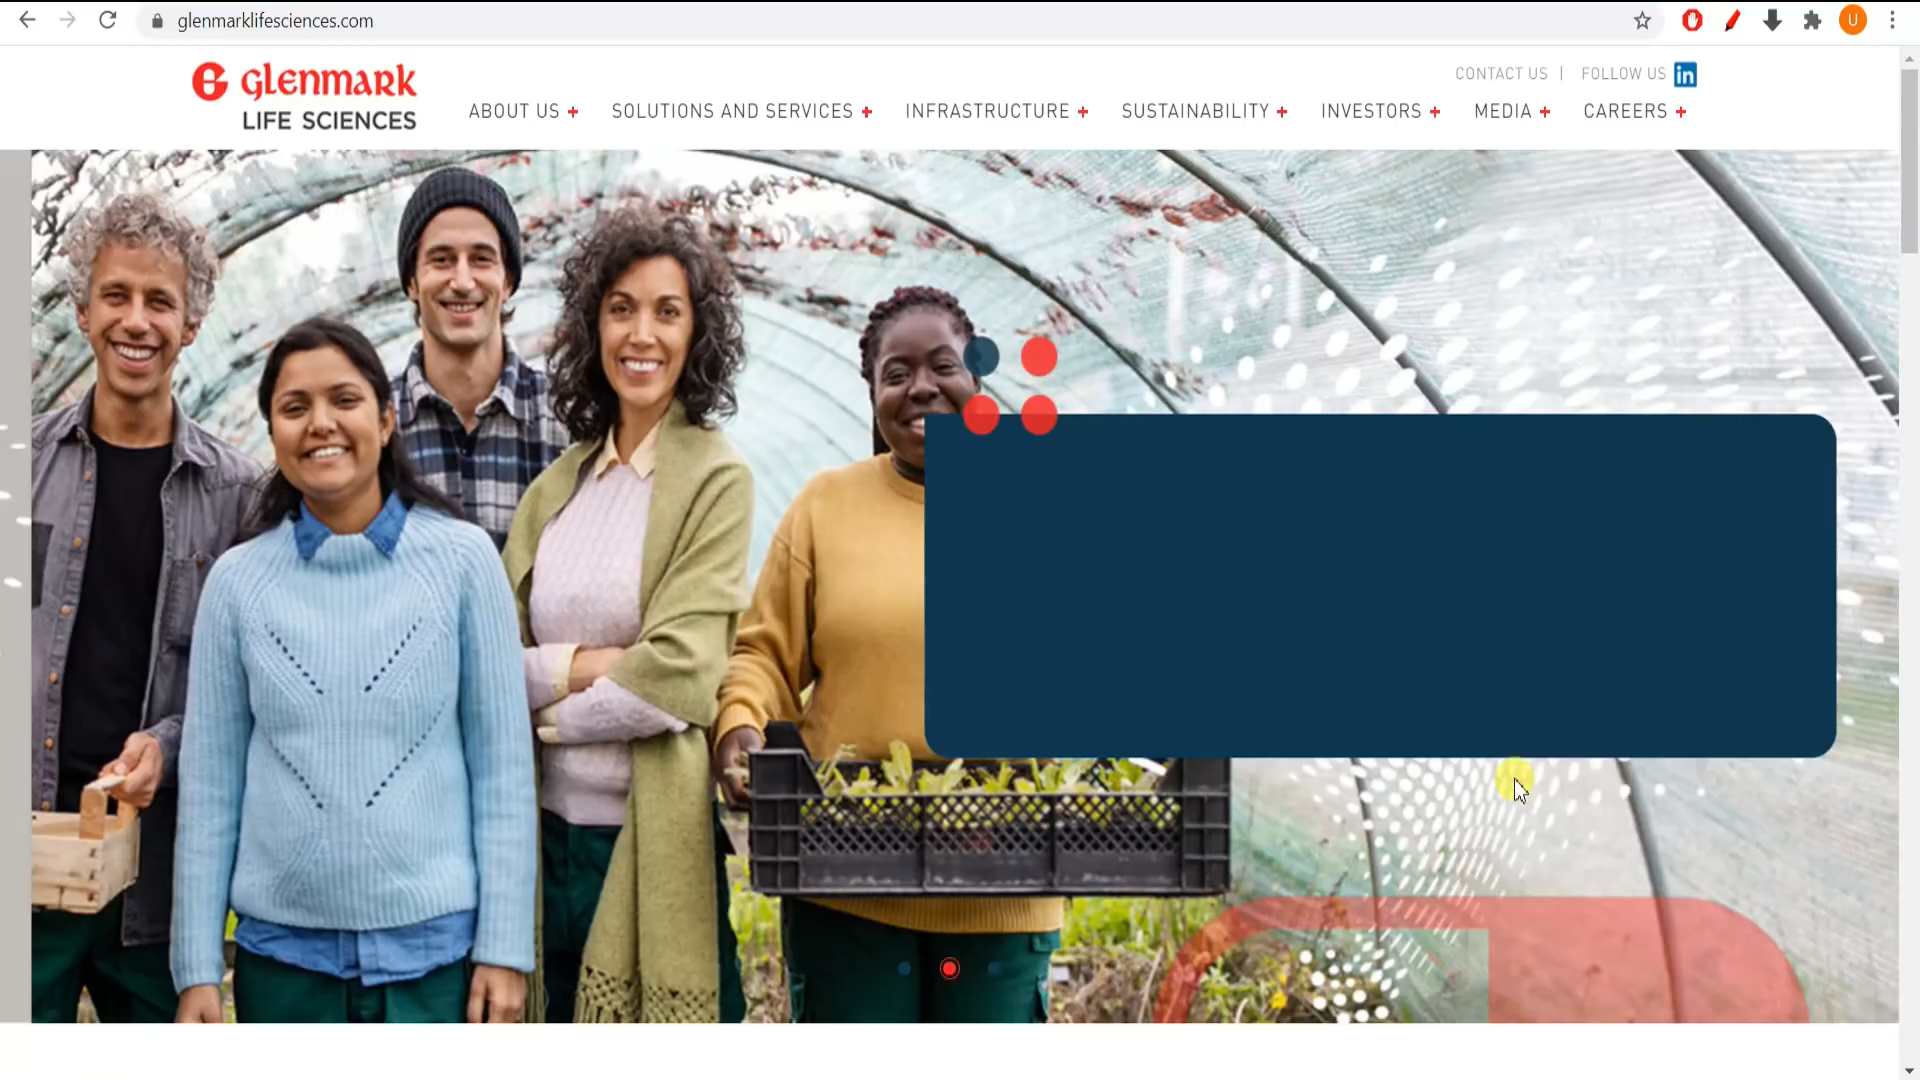 glenmarklifesciences.com
U
CONTACT US | FOLLOW US in
glenmark
LIFE SCIENCES
ABOUT US + SOLUTIONS AND SERVICES + INFRASTRUCTURE + SUSTAINABILITY + INVESTORS + MEDIA + CAREERS +